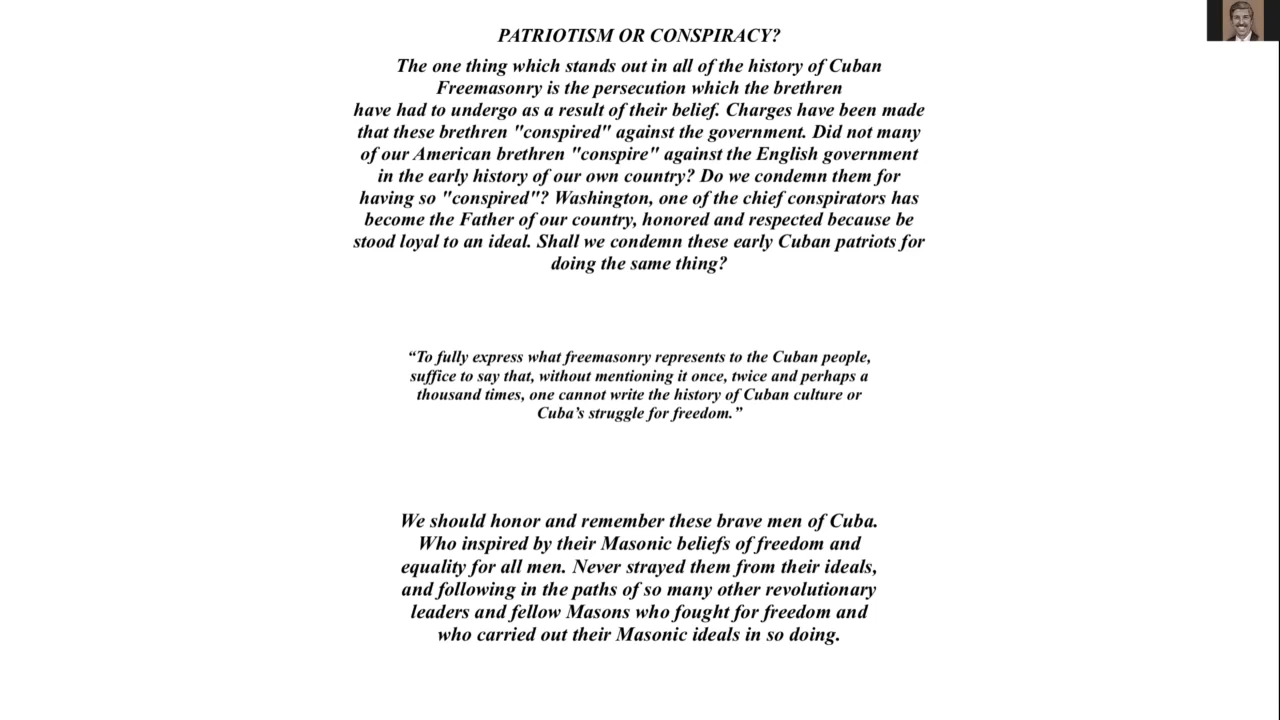 PATRIOTISM OR CONSPIRACY?
The one thing which stands out in all of the history of Cuban
Freemasonry is the persecution which the brethren
have had to undergo as a result of their belief. Charges have been made
that these brethren "conspired" against the government. Did not many
of our American brethren "conspire" against the English government
in the early history of our own country? Do we condemn them for
having so "conspired"? Washington, one of the chief conspirators has
become the Father of our country, honored and respected because be
stood loyal to an ideal. Shall we condemn these early Cuban patriots for
doing the same thing?
“To fully express what freemasonry represents to the Cuban people,
suffice to say that, without mentioning it once, twice and perhaps a
thousand times, one cannot write the history of Cuban culture or
Cuba’s struggle for freedom.”
We should honor and remember these brave men of Cuba.
Who inspired by their Masonic beliefs of freedom and
equality for all men. Never strayed them from their ideals,
and following in the paths of so many other revolutionary
leaders and fellow Masons who fought for freedom and
who carried out their Masonic ideals in so doing.